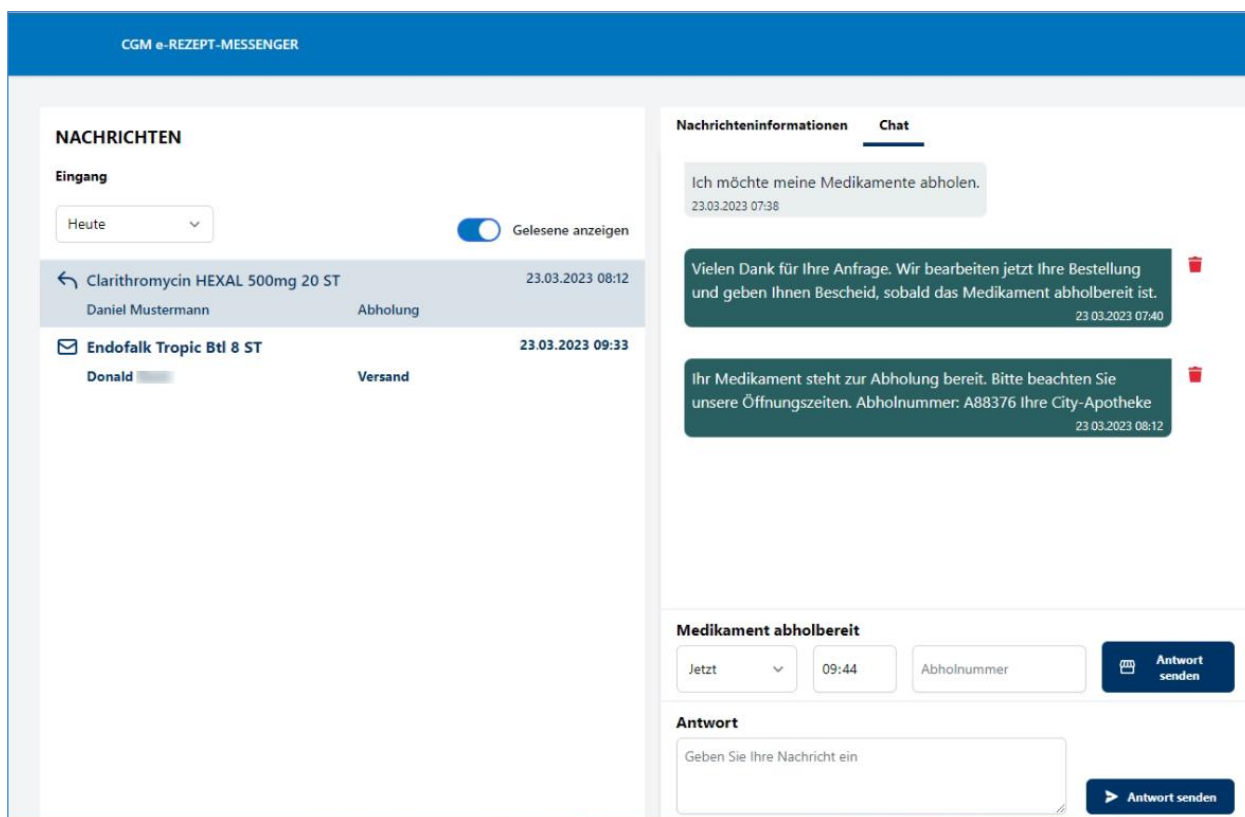 CGM e-REZEPT-MESSENGER
NACHRICHTEN
Eingang
Heute
Gelesene anzeigen
Clarithromycin HEXAL 500mg 20 ST
23.03.2023 08:12
Daniel Mustermann
Abholung
Endofalk Tropic Btl 8 ST
23.03.2023 09:33
Donald
Versand
Nachrichteninformationen
Chat
Ich möchte meine Medikamente abholen.
23.03.2023 07:38
Vielen Dank für Ihre Anfrage. Wir bearbeiten jetzt Ihre Bestellung
und geben Ihnen Bescheid, sobald das Medikament abholbereit ist.
23.03.2023 07:40
Ihr Medikament steht zur Abholung bereit. Bitte beachten Sie
unsere Öffnungszeiten. Abholnummer: A88376 Ihre City-Apotheke
23.03.2023 08:12
Medikament abholbereit
Jetzt
09:44
Abholnummer
Antwort
senden
Antwort
Geben Sie Ihre Nachricht ein
Antwort senden